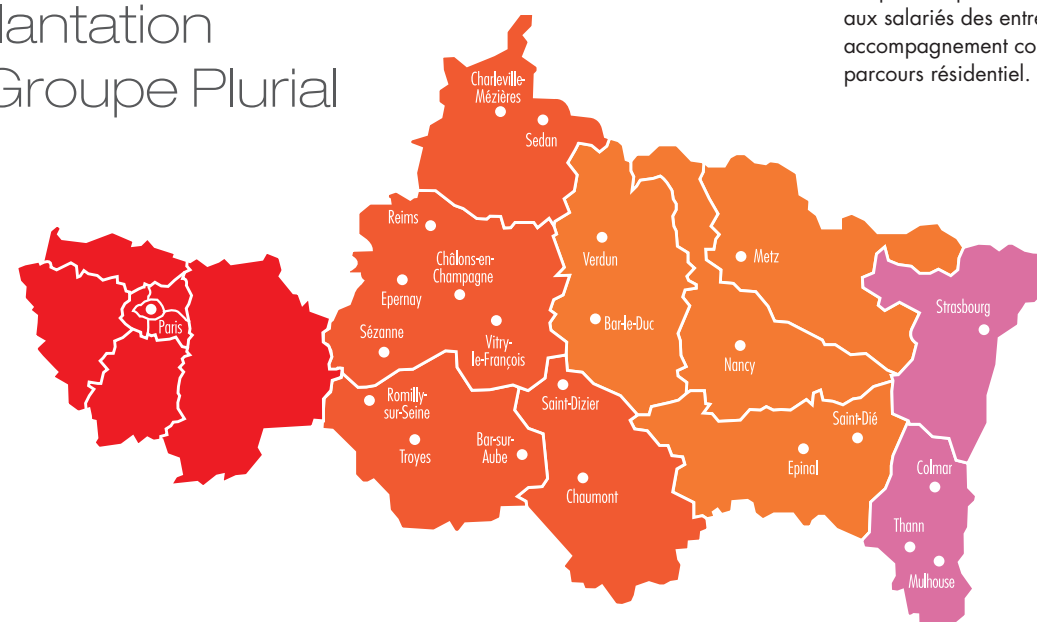 lantation
Groupe Plurial
aux salariés des entre
accompagnement co
parcours résidentiel.
Charleville-
Mézières
Sedan
Reims
Châlons-en-
Champagne
Epernay
Sézanne
Vitry-
le-François
Verdun
Bar-le-Duc
Metz
Nancy
Strasbourg
Paris
Romilly-
sur-Seine
Troyes
Bar-sur-
Aube
Saint-Dizier
Chaumont
Saint-Dié
Epinal
Colmar
Thann
Mulhouse